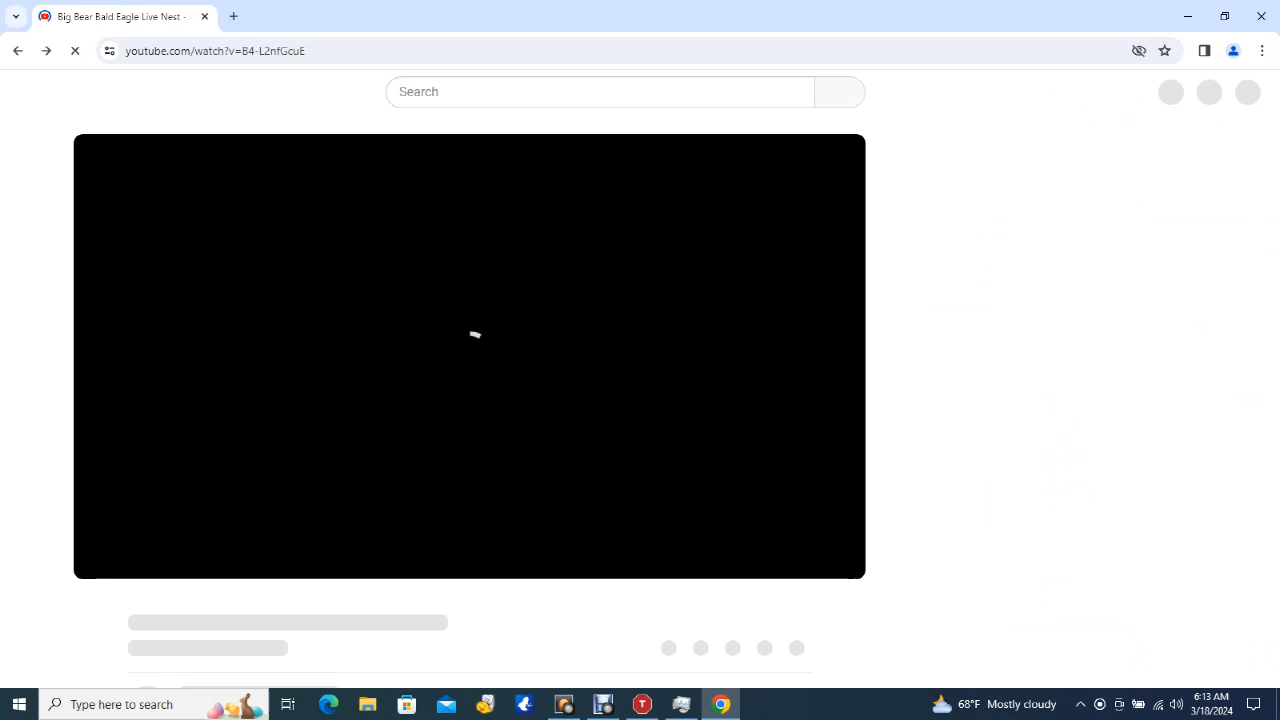 Big Bear Bald Eagle Live Nest -
youtube.com/watch?v=B4-L2nfGcuE
Search
Type here to search
T
68°F Mostly cloudy
6:13 AM
3/18/2024